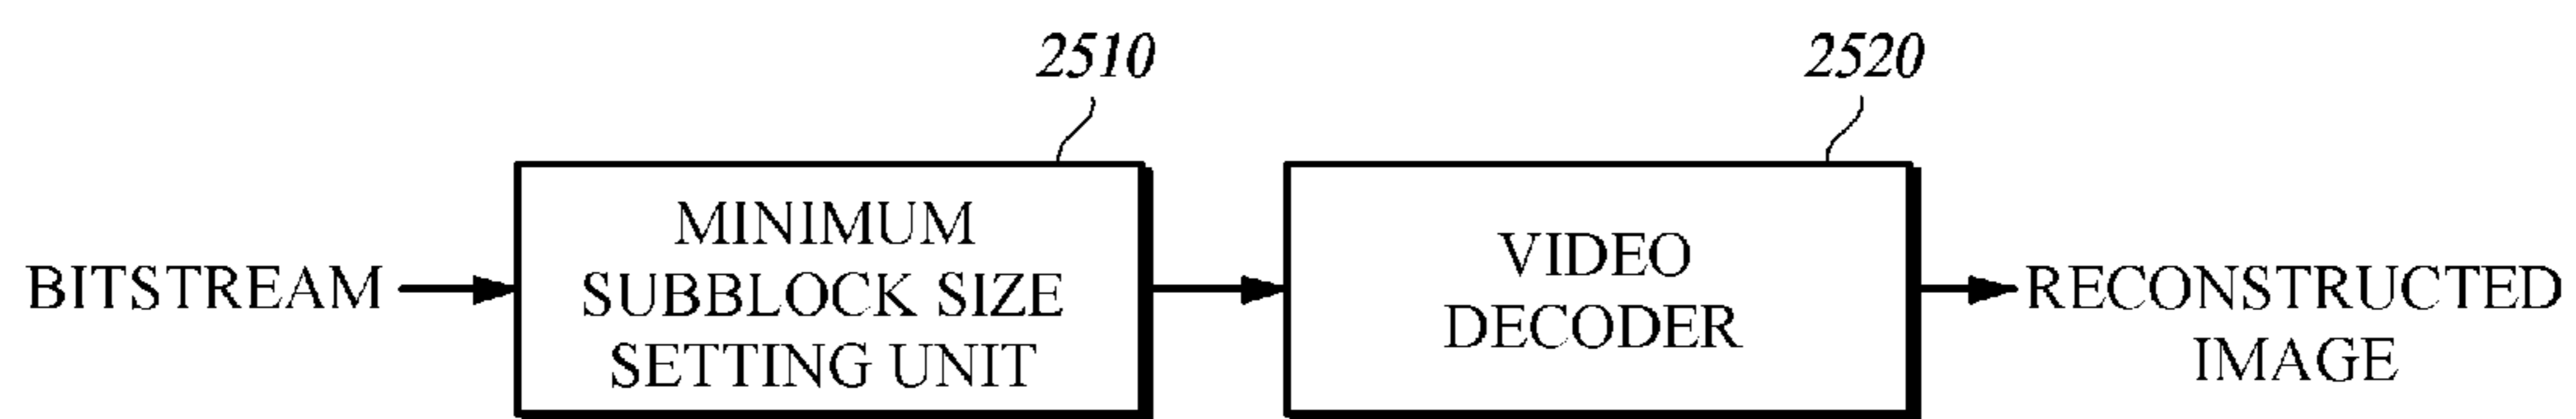 2510
2520
BITSTREAM
MINIMUM
SUBBLOCK SIZE
SETTING UNIT
VIDEO
DECODER
RECONSTRUCTED
IMAGE